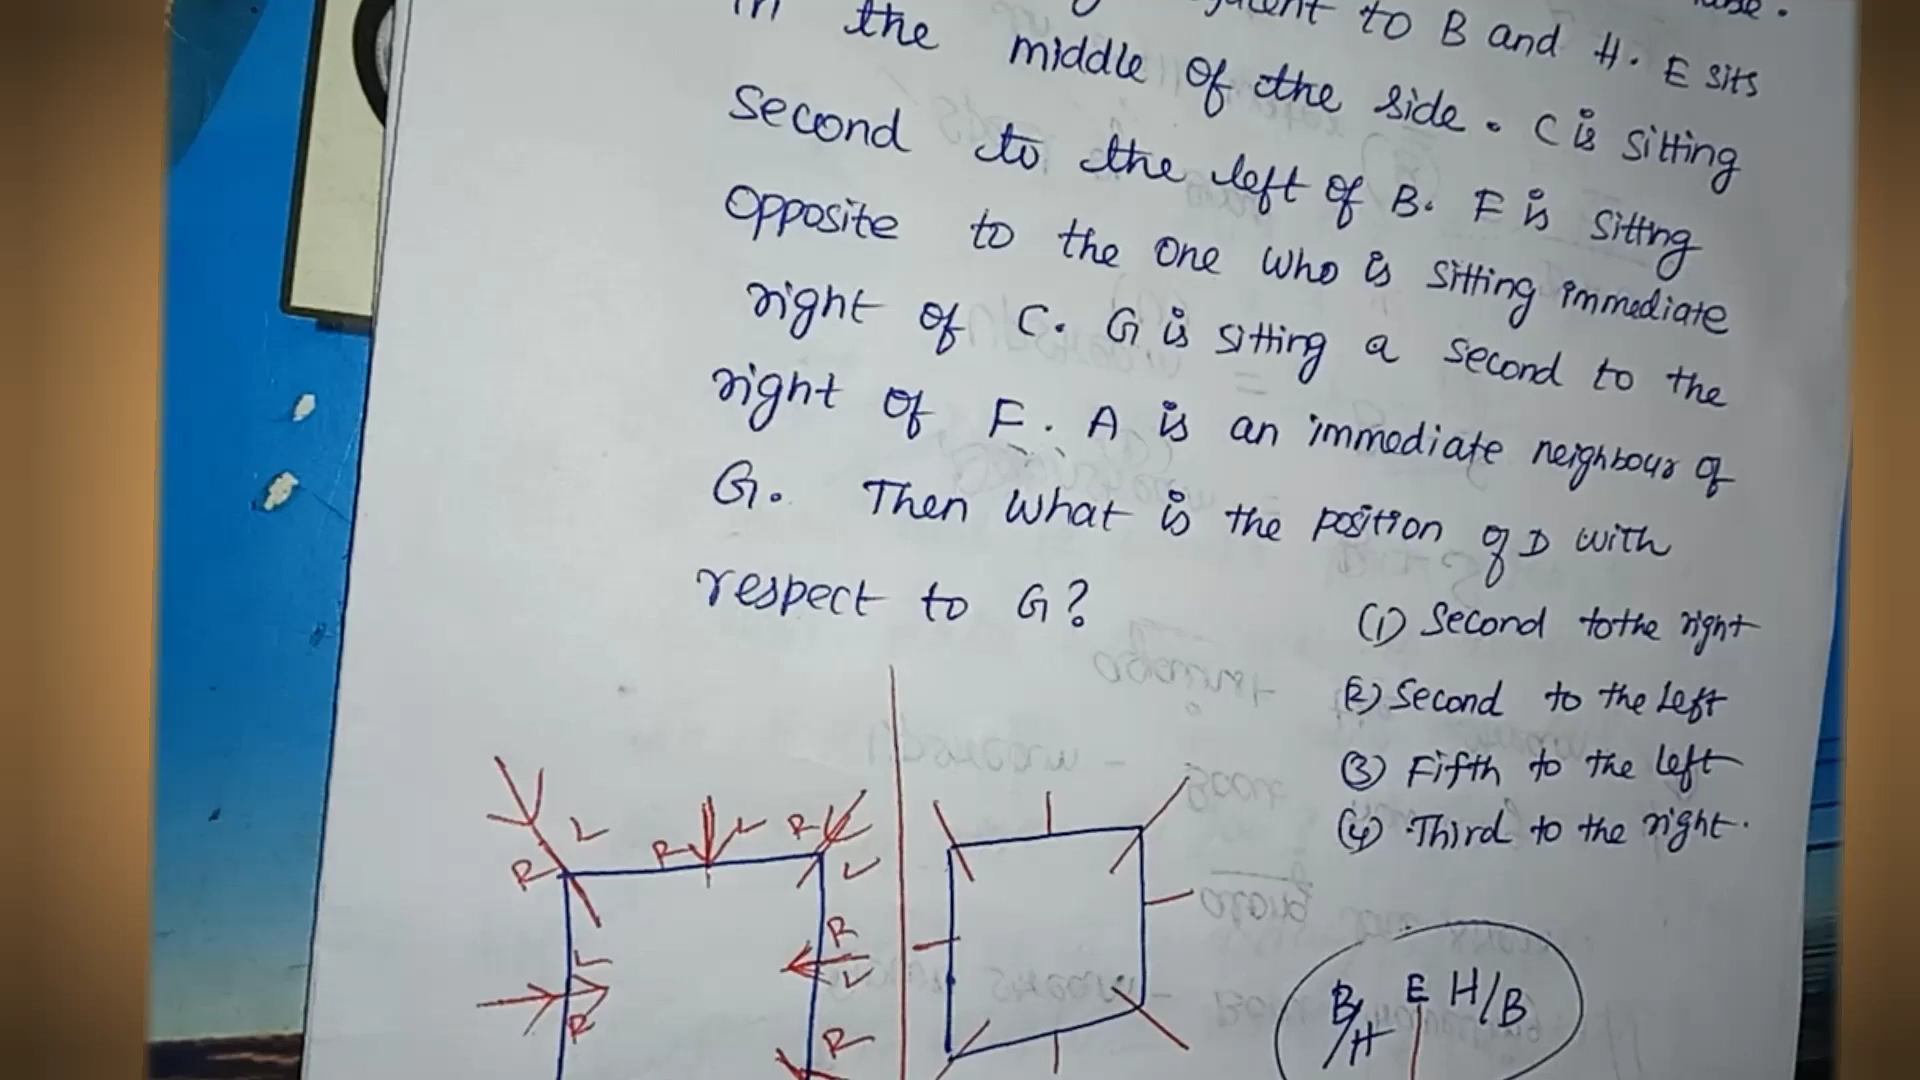 to B and H. E sits
in the middle of the side. C is sitting
second to the left of B. F is sitting
opposite to the one who is sitting immediate
right of C. G is sitting a second to the
right of F. A is an immediate neighbour of
G. Then what is the position of D with
respect to G?
(1) Second to the right
(2) Second to the Left
(3) Fifth to the left
(4) Third to the right.
L R L R
R L
L R
R L
R
B/H E H/B